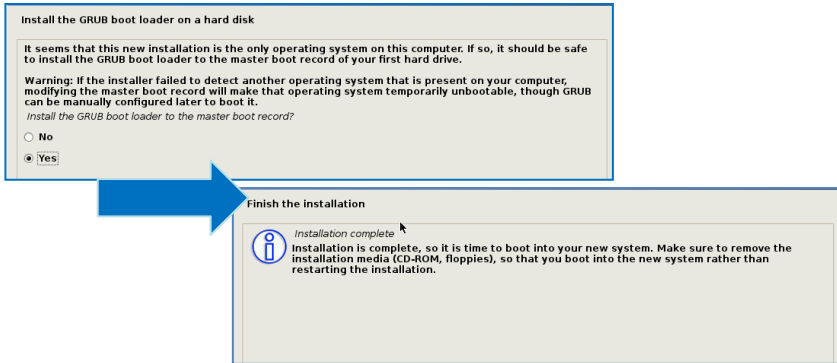 Install the GRUB boot loader on a hard disk
It seems that this new installation is the only operating system on this computer. If so, it should be safe
to install the GRUB boot loader to the master boot record of your first hard drive.
Warning: If the installer failed to detect another operating system that is present on your computer,
modifying the master boot record will make that operating system temporarily unbootable, though GRUB
can be manually configured later to boot it.
Install the GRUB boot loader to the master boot record?
No
Yes
Finish the installation
Installation complete
Installation is complete, so it is time to boot into your new system. Make sure to remove the
installation media (CD-ROM, floppies), so that you boot into the new system rather than
restarting the installation.